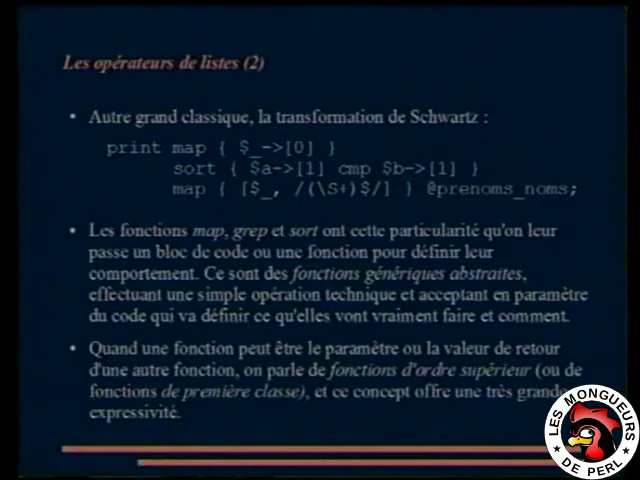 Les opérateurs de listes (2)
• Autre grand classique, la transformation de Schwartz :
print map { $_->[0] }
sort { $a->[1] cmp $b->[1] }
map { [$_, /(\S+)$/] } @prenoms_noms;
• Les fonctions map, grep et sort ont cette particularité qu'on leur
passe un bloc de code ou une fonction pour définir leur
comportement. Ce sont des fonctions génériques abstraites,
effectuant une simple opération technique et acceptant en paramètre
du code qui va définir ce qu'elles vont vraiment faire et comment.
• Quand une fonction peut être le paramètre ou la valeur de retour
d'une autre fonction, on parle de fonctions d'ordre supérieur (ou de
fonctions de première classe), et ce concept offre une très grande
expressivité.
LES MONGUEURS
DE PERL